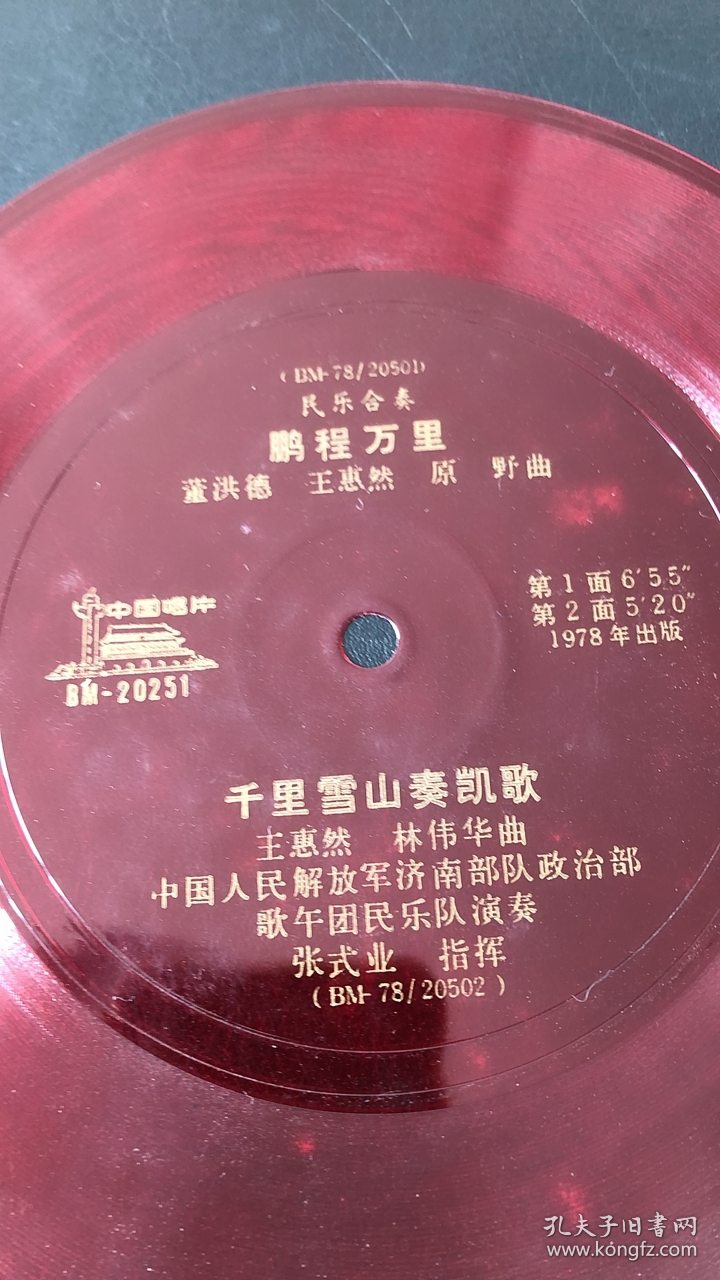 （BM-78/20501）
民乐合奏
鹏程万里
董洪德 王惠然 原 野曲
中国唱片
BM-20251
第1面 6′55″
第2面 5′20″
1978年出版
千里雪山奏凯歌
王惠然 林伟华曲
中国人民解放军济南部队政治部
歌午团民乐队演奏
张式业 指挥
（BM-78/20502）
孔夫子旧書网
www.kongfz.com